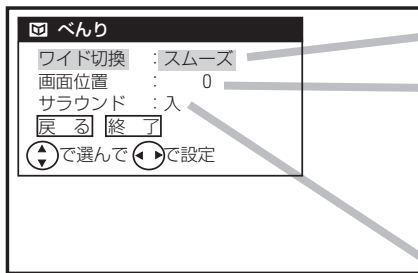 べんり
ワイド切換 : スムーズ
画面位置 : 0
サラウンド : 入
戻 る 終 了
で選んで で設定